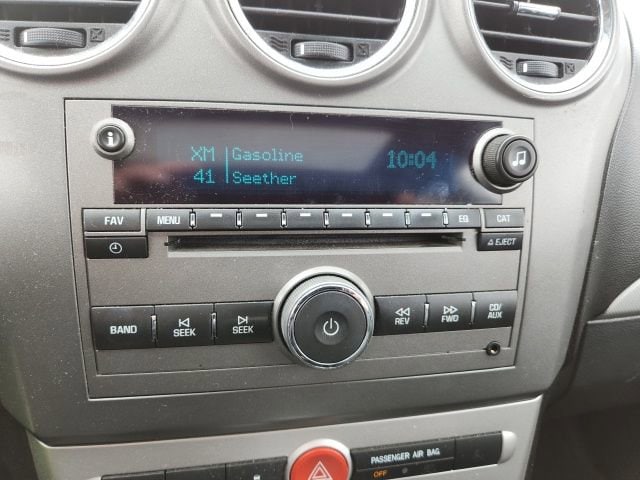 XM Gasoline 10:04
41 Seether
FAV MENU EQ CAT
EJECT
BAND SEEK SEEK REV FWD CD/
AUX
PASSENGER AIR BAG
OFF